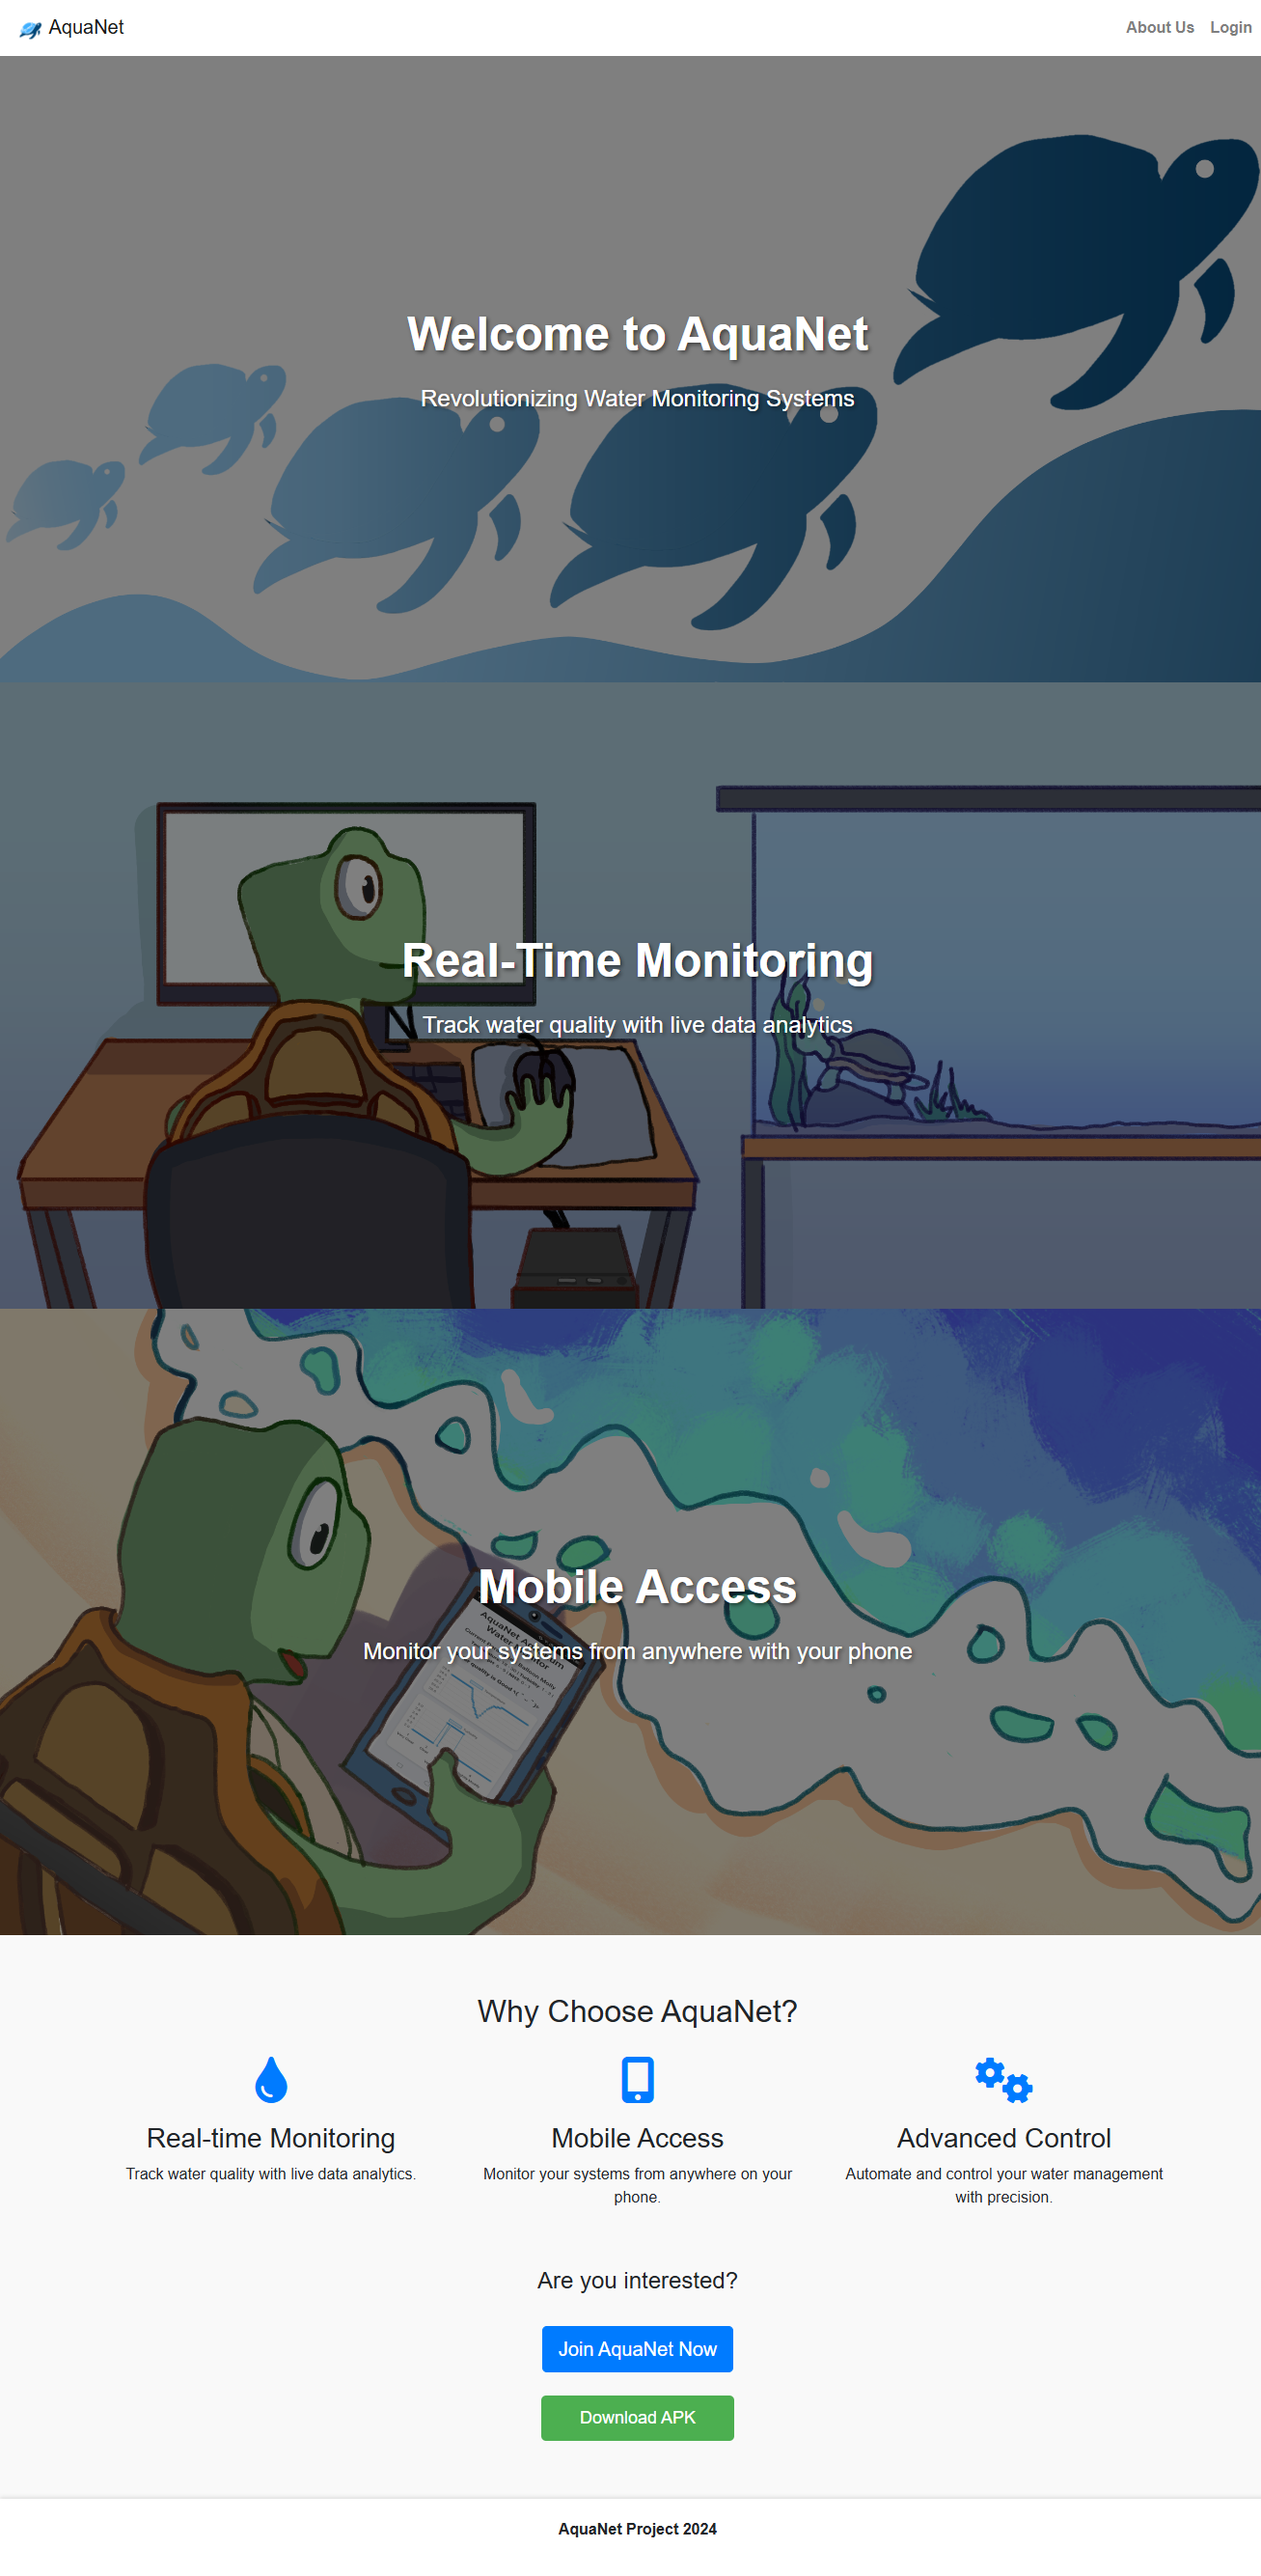 AquaNet
About Us Login
Welcome to AquaNet
Revolutionizing Water Monitoring Systems
Real-Time Monitoring
Track water quality with live data analytics
Mobile Access
Monitor your systems from anywhere with your phone
AquaNet
Why Choose AquaNet?
Real-time Monitoring
Track water quality with live data analytics.
Mobile Access
Monitor your systems from anywhere on your
phone.
Advanced Control
Automate and control your water management
with precision.
Are you interested?
Join AquaNet Now
Download APK
AquaNet Project 2024